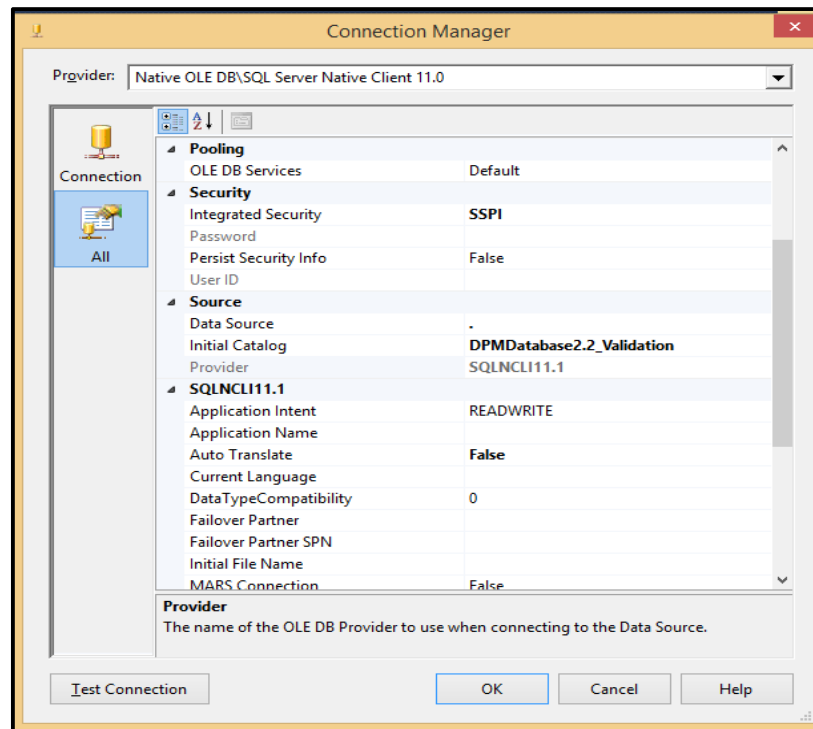 Connection Manager
Provider: Native OLE DB\SQL Server Native Client 11.0
Connection
All
Pooling
OLE DB Services Default
Security
Integrated Security SSPI
Password
Persist Security Info False
User ID
Source
Data Source .
Initial Catalog DPMDatabase2.2_Validation
Provider SQLNCLI11.1
SQLNCLI11.1
Application Intent READWRITE
Application Name
Auto Translate False
Current Language
DataTypeCompatibility 0
Failover Partner
Failover Partner SPN
Initial File Name
MARS Connection False
Provider
The name of the OLE DB Provider to use when connecting to the Data Source.
Test Connection OK Cancel Help